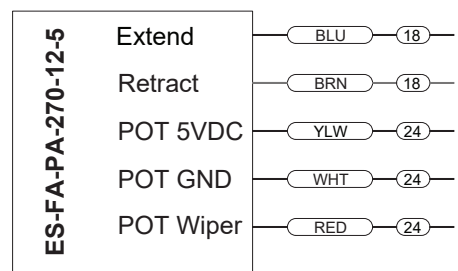 ES-FA-PA-270-12-5
Extend BLU 18
Retract BRN 18
POT 5VDC YLW 24
POT GND WHT 24
POT Wiper RED 24